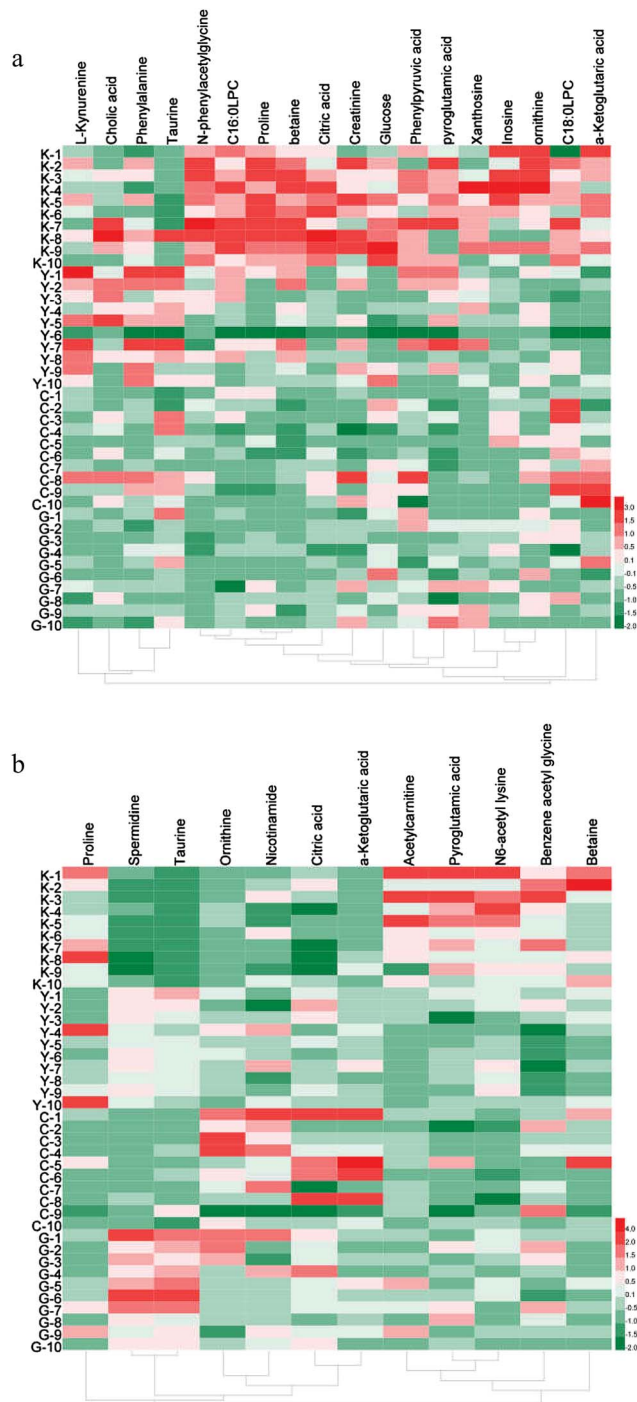 a
L-Kynurenine
Cholic acid
Phenylalanine
Taurine
N-phenylacetylglycine
C16:0LPC
Proline
betaine
Citric acid
Creatinine
Glucose
Phenylpyruvic acid
pyroglutamic acid
Xanthosine
Inosine
ornithine
C18:0LPC
a-Ketoglutaric acid
K-1
K-2
K-3
K-4
K-5
K-6
K-7
K-8
K-9
K-10
Y-1
Y-2
Y-3
Y-4
Y-5
Y-6
Y-7
Y-8
Y-9
Y-10
C-1
C-2
C-3
C-4
C-5
C-6
C-7
C-8
C-9
C-10
G-1
G-2
G-3
G-4
G-5
G-6
G-7
G-8
G-9
G-10
3.0
1.5
1.0
0.5
0.1
-0.1
-0.5
-1.0
-1.5
-2.0
b
Proline
Spermidine
Taurine
Ornithine
Nicotinamide
Citric acid
a-Ketoglutaric acid
Acetylcarnitine
Pyroglutamic acid
N6-acetyl lysine
Benzene acetyl glycine
Betaine
K-1
K-2
K-3
K-4
K-5
K-6
K-7
K-8
K-9
K-10
Y-1
Y-2
Y-3
Y-4
Y-5
Y-6
Y-7
Y-8
Y-9
Y-10
C-1
C-2
C-3
C-4
C-5
C-6
C-7
C-8
C-9
C-10
G-1
G-2
G-3
G-4
G-5
G-6
G-7
G-8
G-9
G-10
4.0
2.0
1.5
1.0
0.5
0.1
-0.5
-1.0
-1.5
-2.0